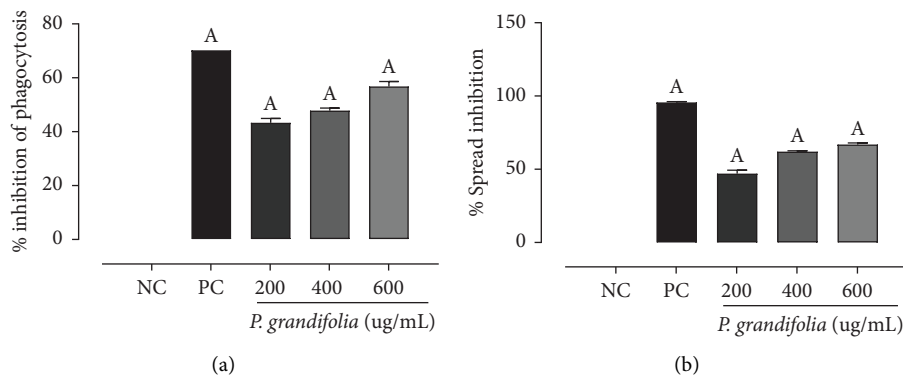 % inhibition of phagocytosis
80
60
40
20
0
A
A
A
A
NC
PC
200
400
600
P. grandifolia (ug/mL)
(a)
% Spread inhibition
150
100
50
0
A
A
A
A
NC
PC
200
400
600
P. grandifolia (ug/mL)
(b)